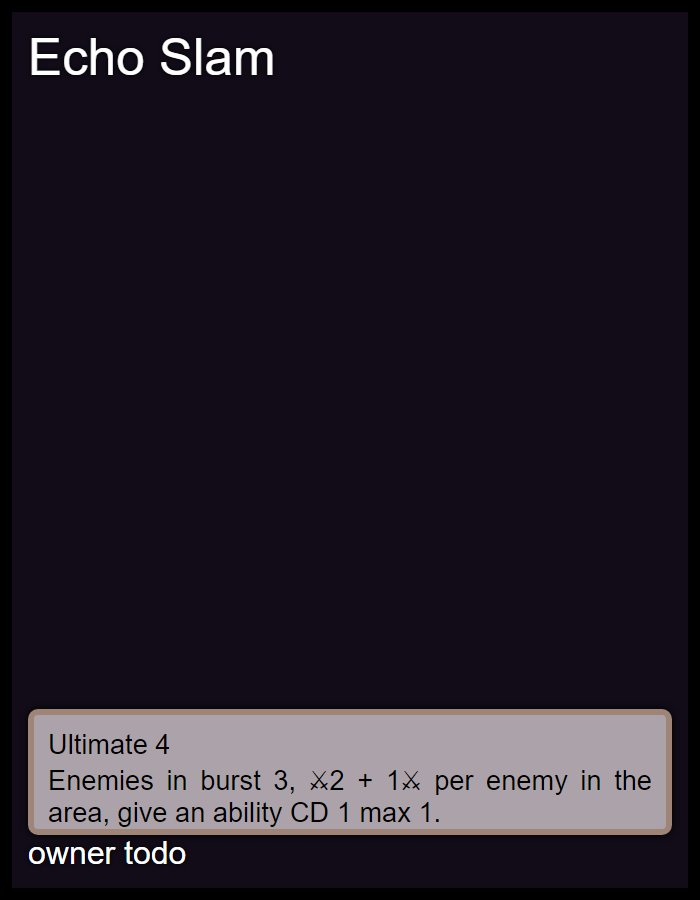 Echo Slam
Ultimate 4
Enemies in burst 3, ⚔2 + 1⚔ per enemy in the
area, give an ability CD 1 max 1.
owner todo